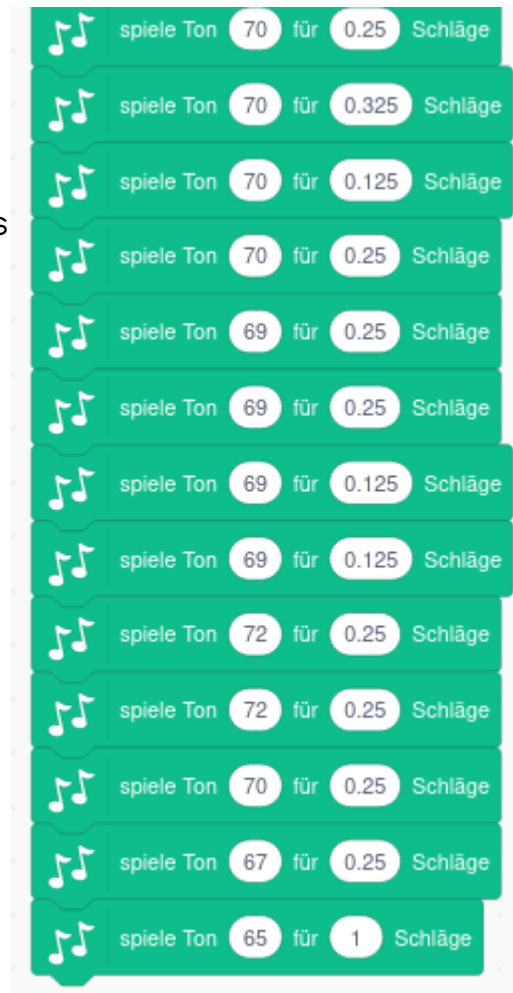 spiele Ton 70 für 0.25 Schläge
spiele Ton 70 für 0.325 Schläge
spiele Ton 70 für 0.125 Schläge
s
spiele Ton 70 für 0.25 Schläge
spiele Ton 69 für 0.25 Schläge
spiele Ton 69 für 0.25 Schläge
spiele Ton 69 für 0.125 Schläge
spiele Ton 69 für 0.125 Schläge
spiele Ton 72 für 0.25 Schläge
spiele Ton 72 für 0.25 Schläge
spiele Ton 70 für 0.25 Schläge
spiele Ton 67 für 0.25 Schläge
spiele Ton 65 für 1 Schläge